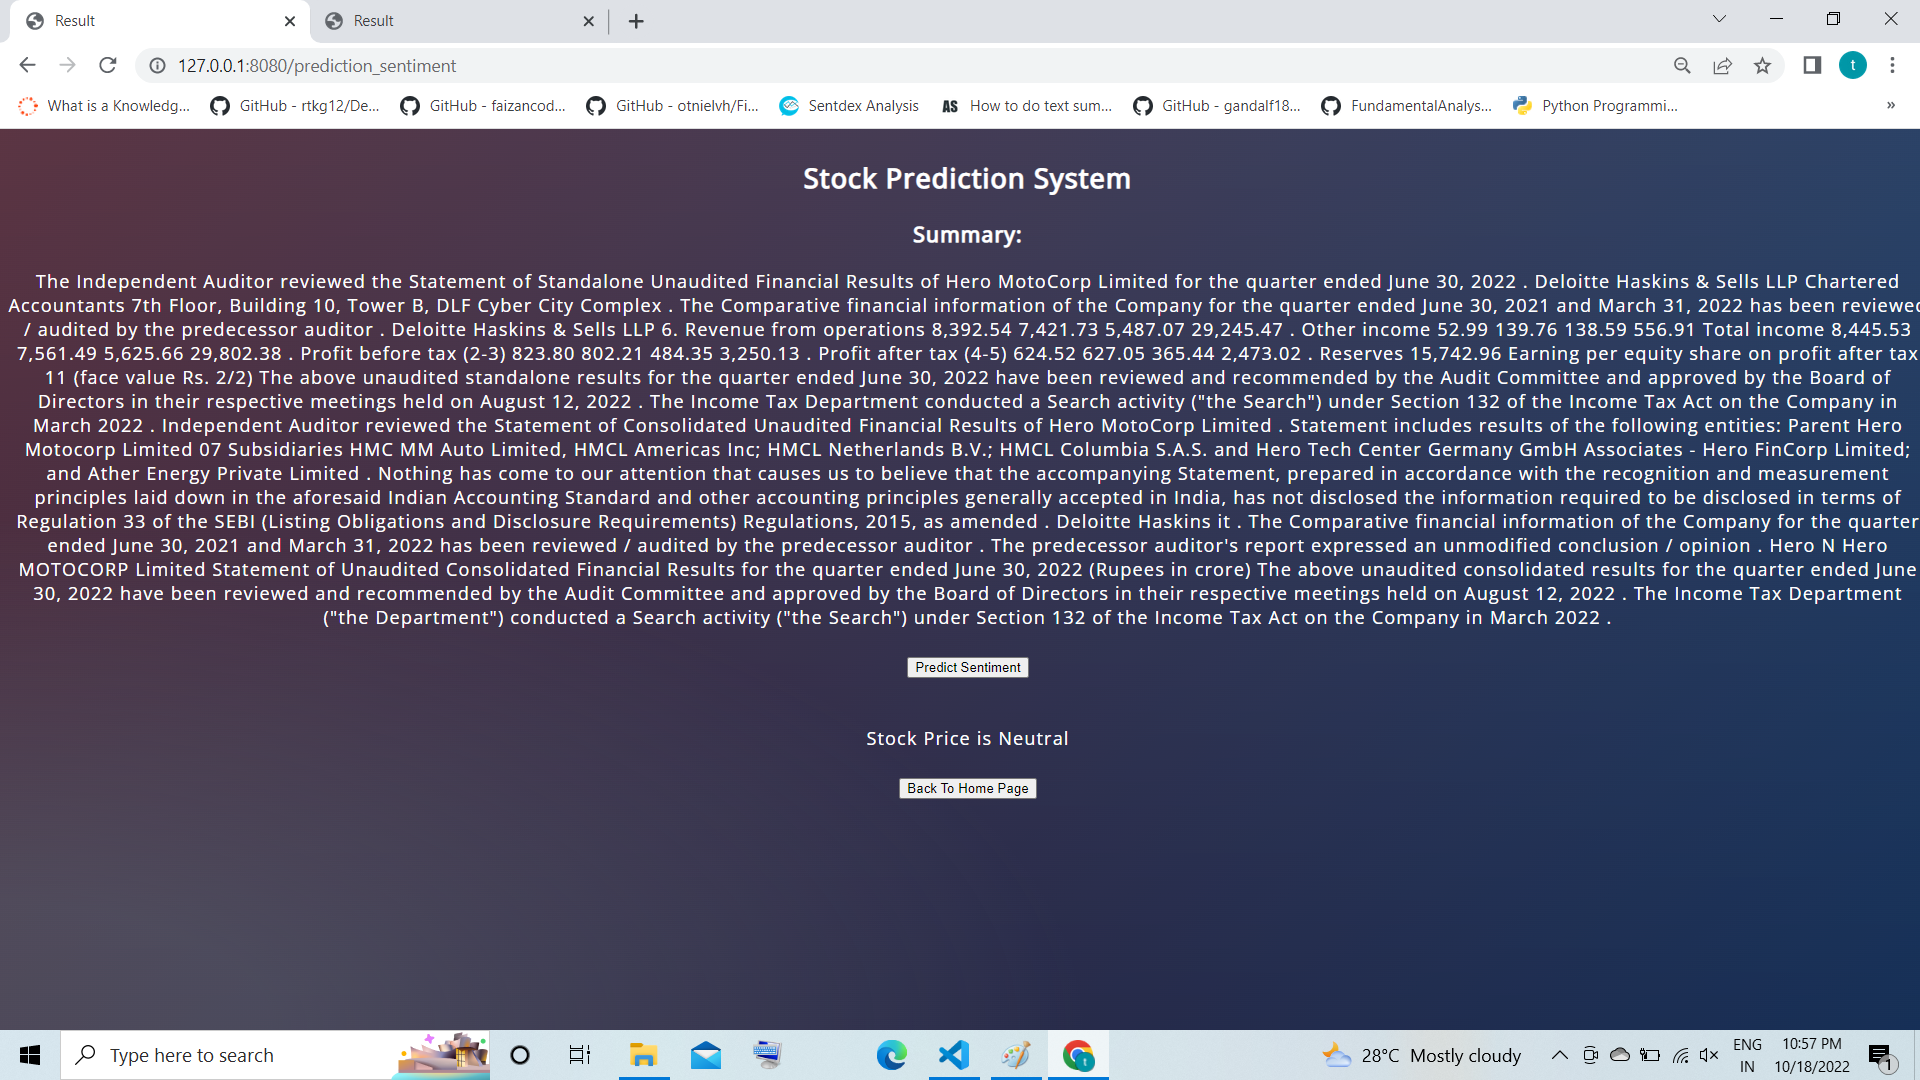 Result
Result
127.0.0.1:8080/prediction_sentiment
t
What is a Knowledg...
GitHub - rtkg12/De...
GitHub - faizancod...
GitHub - otnielvh/Fi...
Sentdex Analysis
AS How to do text sum...
GitHub - gandalf18...
FundamentalAnalys...
Python Programmi...
»
Stock Prediction System
Summary:
The Independent Auditor reviewed the Statement of Standalone Unaudited Financial Results of Hero MotoCorp Limited for the quarter ended June 30, 2022 . Deloitte Haskins & Sells LLP Chartered
Accountants 7th Floor, Building 10, Tower B, DLF Cyber City Complex . The Comparative financial information of the Company for the quarter ended June 30, 2021 and March 31, 2022 has been reviewed
/ audited by the predecessor auditor . Deloitte Haskins & Sells LLP 6. Revenue from operations 8,392.54 7,421.73 5,487.07 29,245.47 . Other income 52.99 139.76 138.59 556.91 Total income 8,445.53
7,561.49 5,625.66 29,802.38 . Profit before tax (2-3) 823.80 802.21 484.35 3,250.13 . Profit after tax (4-5) 624.52 627.05 365.44 2,473.02 . Reserves 15,742.96 Earning per equity share on profit after tax
11 (face value Rs. 2/2) The above unaudited standalone results for the quarter ended June 30, 2022 have been reviewed and recommended by the Audit Committee and approved by the Board of
Directors in their respective meetings held on August 12, 2022 . The Income Tax Department conducted a Search activity ("the Search") under Section 132 of the Income Tax Act on the Company in
March 2022 . Independent Auditor reviewed the Statement of Consolidated Unaudited Financial Results of Hero MotoCorp Limited . Statement includes results of the following entities: Parent Hero
Motocorp Limited 07 Subsidiaries HMC MM Auto Limited, HMCL Americas Inc; HMCL Netherlands B.V.; HMCL Columbia S.A.S. and Hero Tech Center Germany GmbH Associates - Hero FinCorp Limited;
and Ather Energy Private Limited . Nothing has come to our attention that causes us to believe that the accompanying Statement, prepared in accordance with the recognition and measurement
principles laid down in the aforesaid Indian Accounting Standard and other accounting principles generally accepted in India, has not disclosed the information required to be disclosed in terms of
Regulation 33 of the SEBI (Listing Obligations and Disclosure Requirements) Regulations, 2015, as amended . Deloitte Haskins it . The Comparative financial information of the Company for the quarter
ended June 30, 2021 and March 31, 2022 has been reviewed / audited by the predecessor auditor . The predecessor auditor's report expressed an unmodified conclusion / opinion . Hero N Hero
MOTOCORP Limited Statement of Unaudited Consolidated Financial Results for the quarter ended June 30, 2022 (Rupees in crore) The above unaudited consolidated results for the quarter ended June
30, 2022 have been reviewed and recommended by the Audit Committee and approved by the Board of Directors in their respective meetings held on August 12, 2022 . The Income Tax Department
("the Department") conducted a Search activity ("the Search") under Section 132 of the Income Tax Act on the Company in March 2022 .
Predict Sentiment
Stock Price is Neutral
Back To Home Page
Type here to search
28°C Mostly cloudy
ENG
IN
10:57 PM
10/18/2022
1